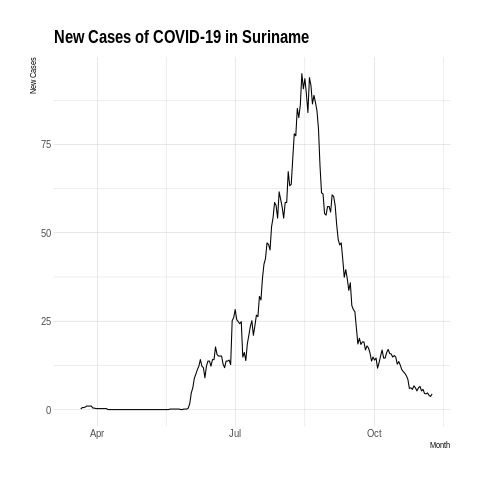 New Cases of COVID-19 in Suriname
New Cases
75
50
25
0
Apr
Jul
Oct
Month